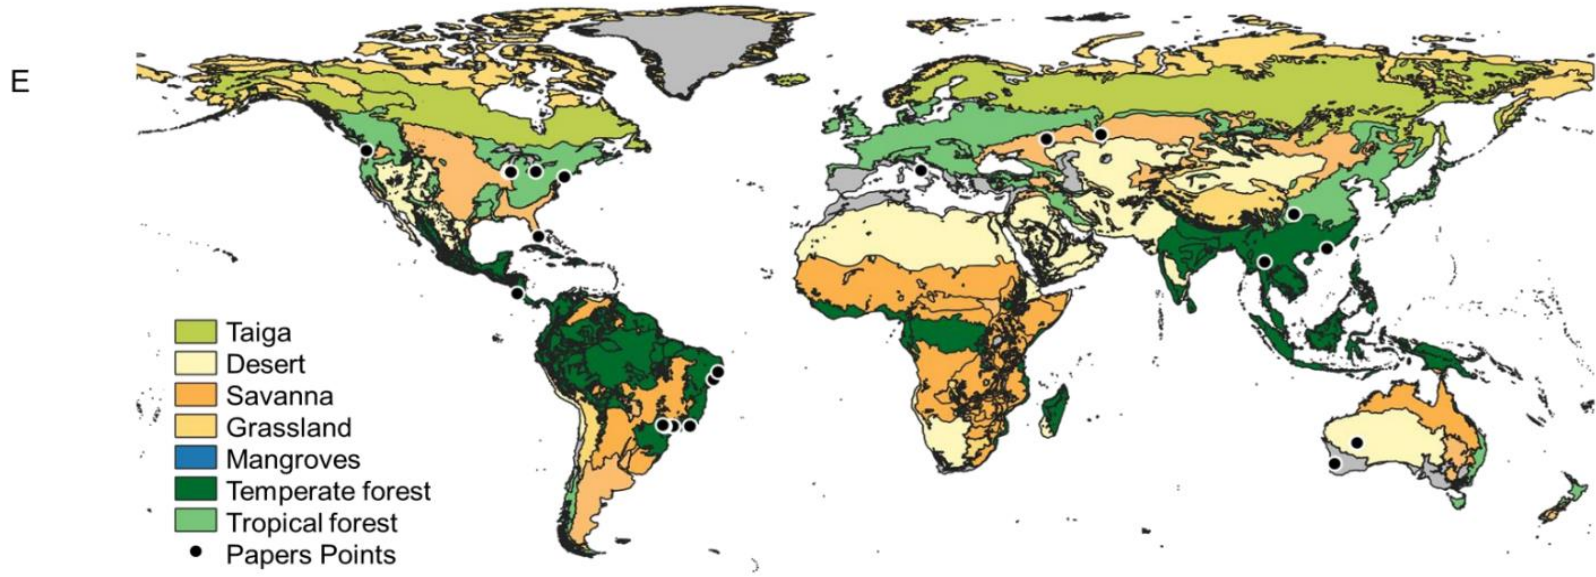 E
Taiga
Desert
Savanna
Grassland
Mangroves
Temperate forest
Tropical forest
Papers Points